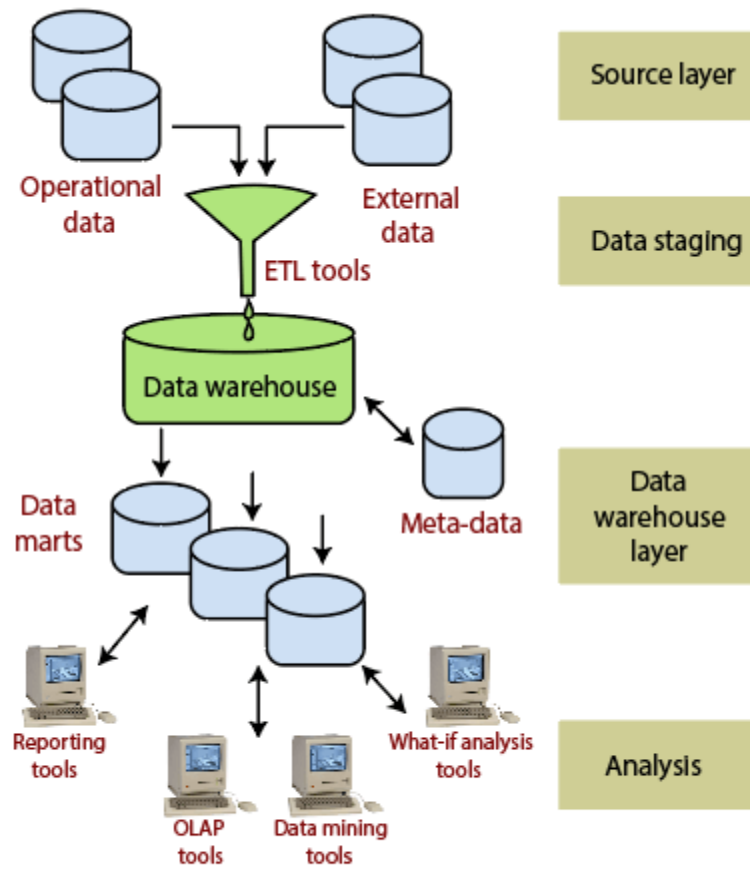 Source layer
Operational
data
External
data
Data staging
ETL tools
Data warehouse
Data
marts
Meta-data
Data
warehouse
layer
Reporting
tools
What-if analysis
tools
Analysis
OLAP
tools
Data mining
tools